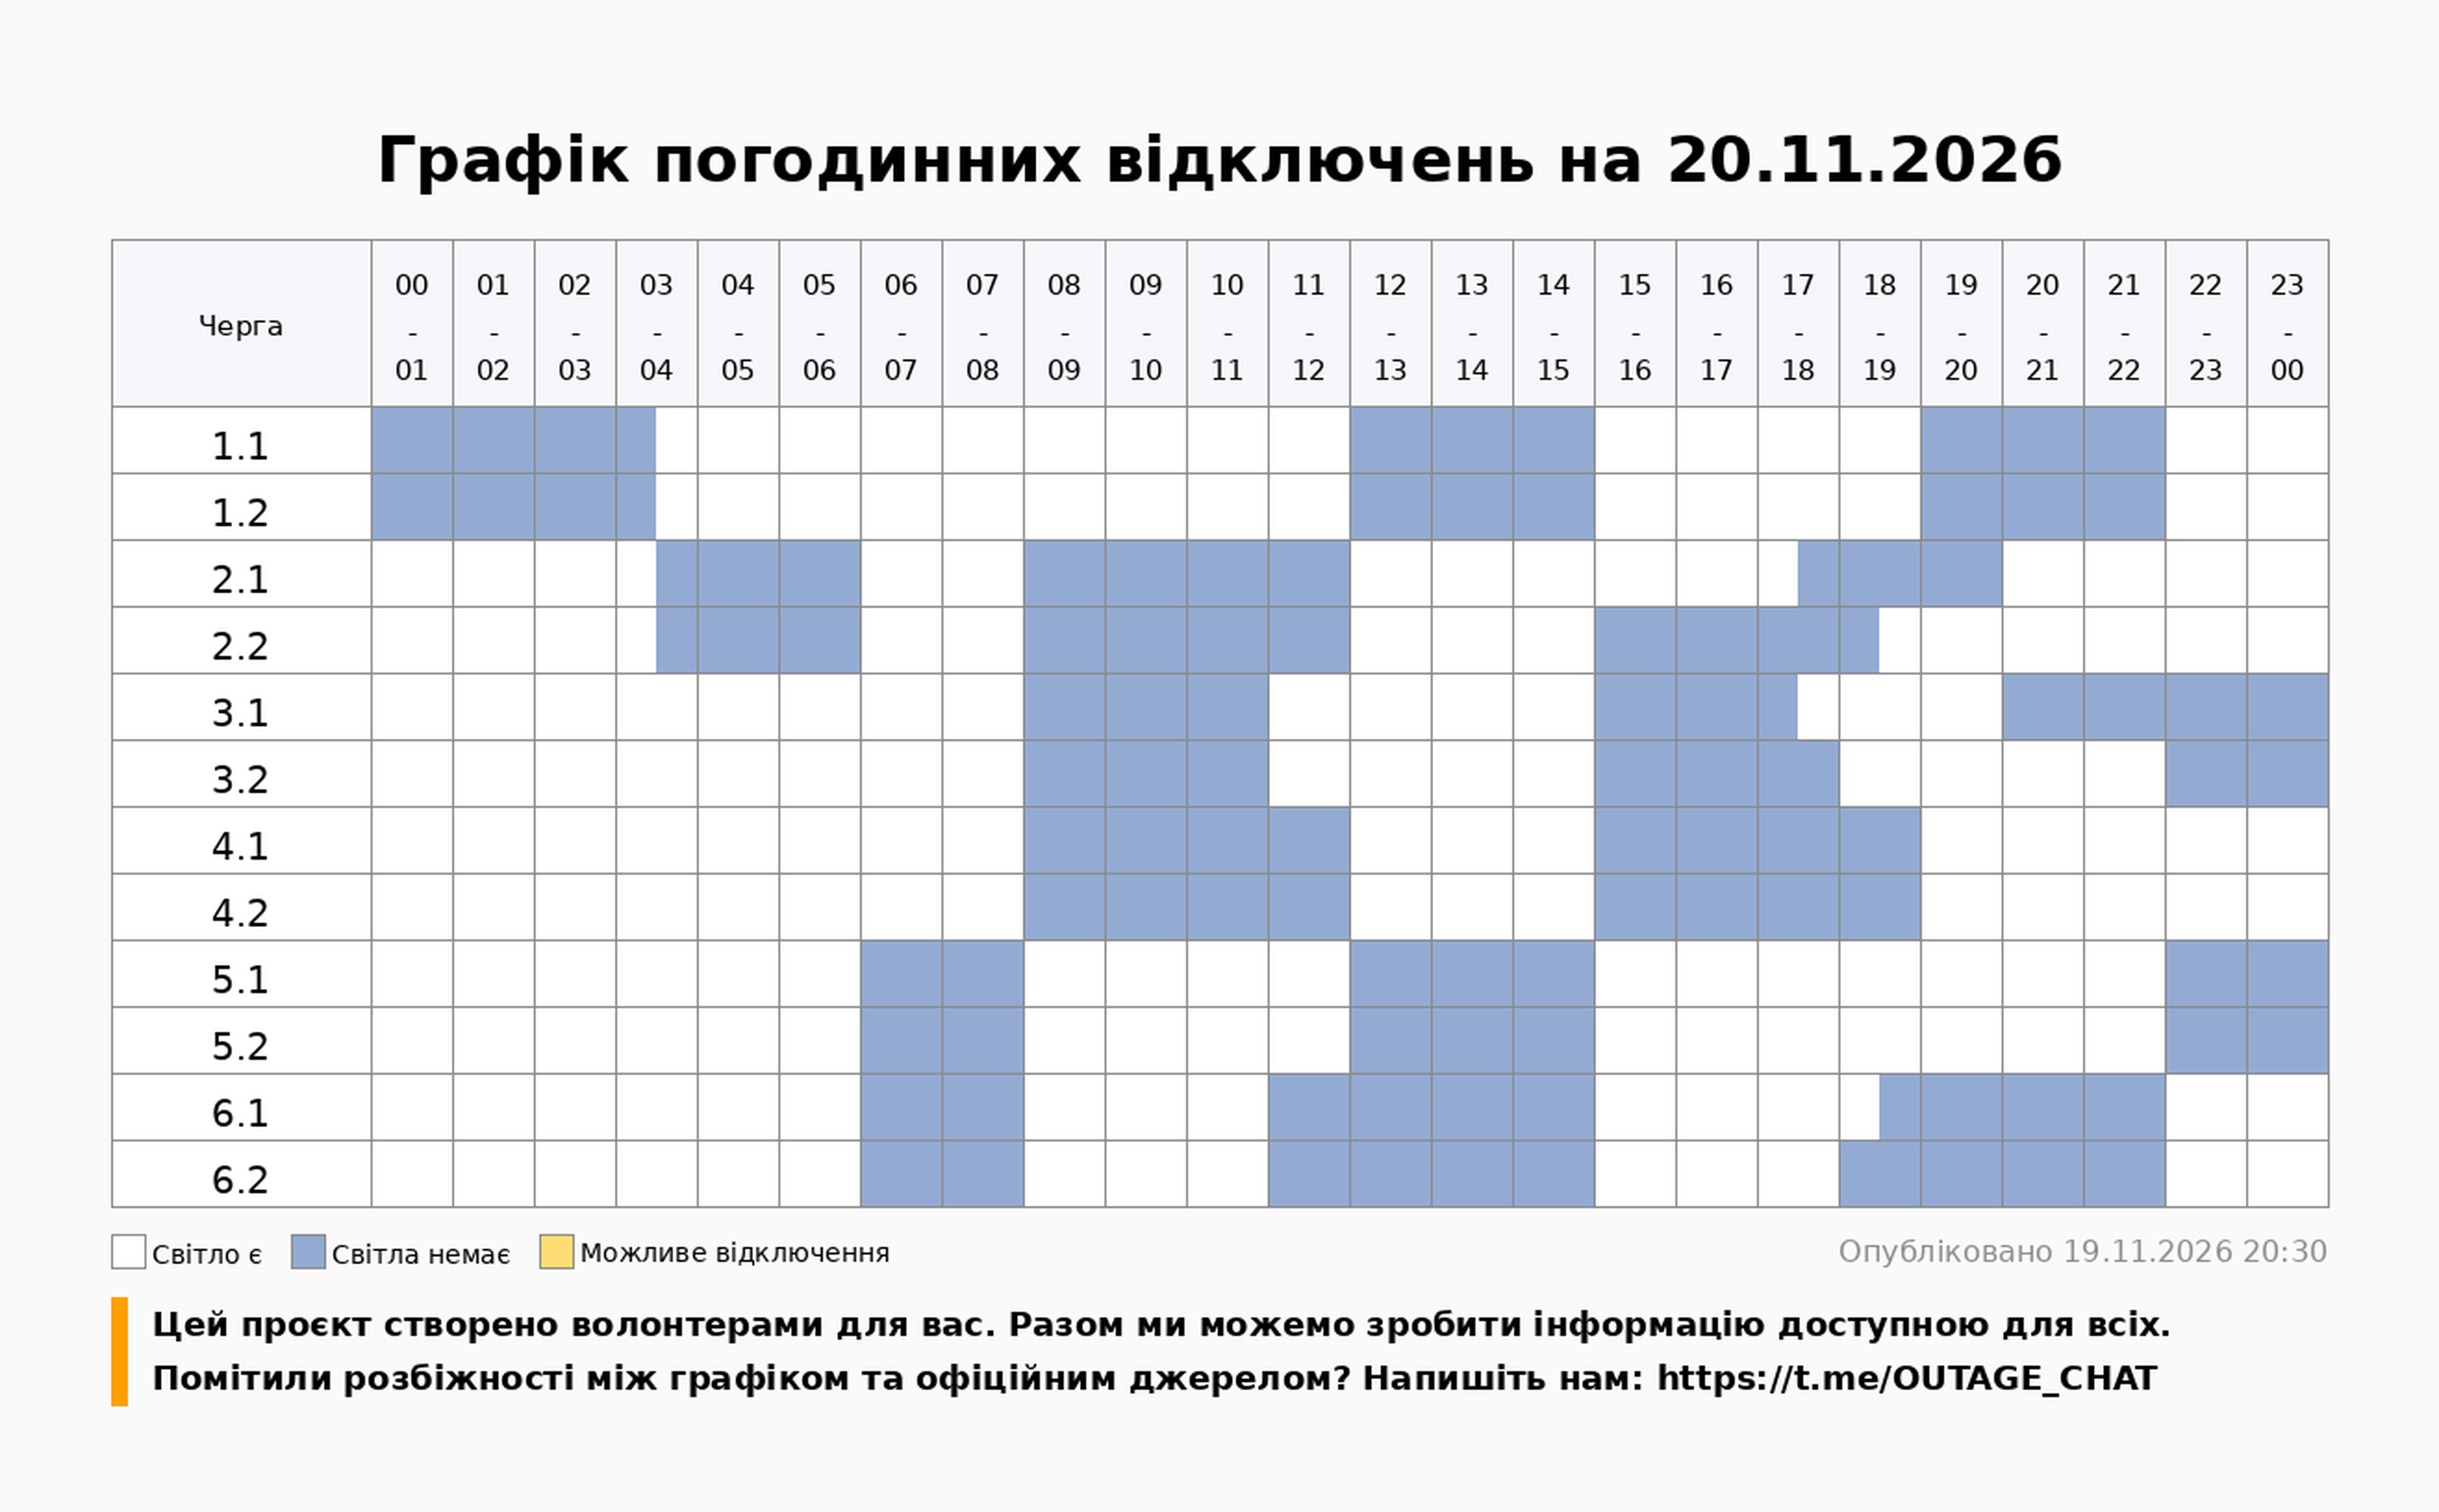 Графік погодинних відключень на 20.11.2026
Черга 00 - 01 01 - 02 02 - 03 03 - 04 04 - 05 05 - 06 06 - 07 07 - 08 08 - 09 09 - 10 10 - 11 11 - 12 12 - 13 13 - 14 14 - 15 15 - 16 16 - 17 17 - 18 18 - 19 19 - 20 20 - 21 21 - 22 22 - 23 23 - 00
1.1
1.2
2.1
2.2
3.1
3.2
4.1
4.2
5.1
5.2
6.1
6.2
Світло є Світла немає Можливе відключення Опубліковано 19.11.2026 20:30
Цей проєкт створено волонтерами для вас. Разом ми можемо зробити інформацію доступною для всіх.
Помітили розбіжності між графіком та офіційним джерелом? Напишіть нам: https://t.me/OUTAGE_CHAT